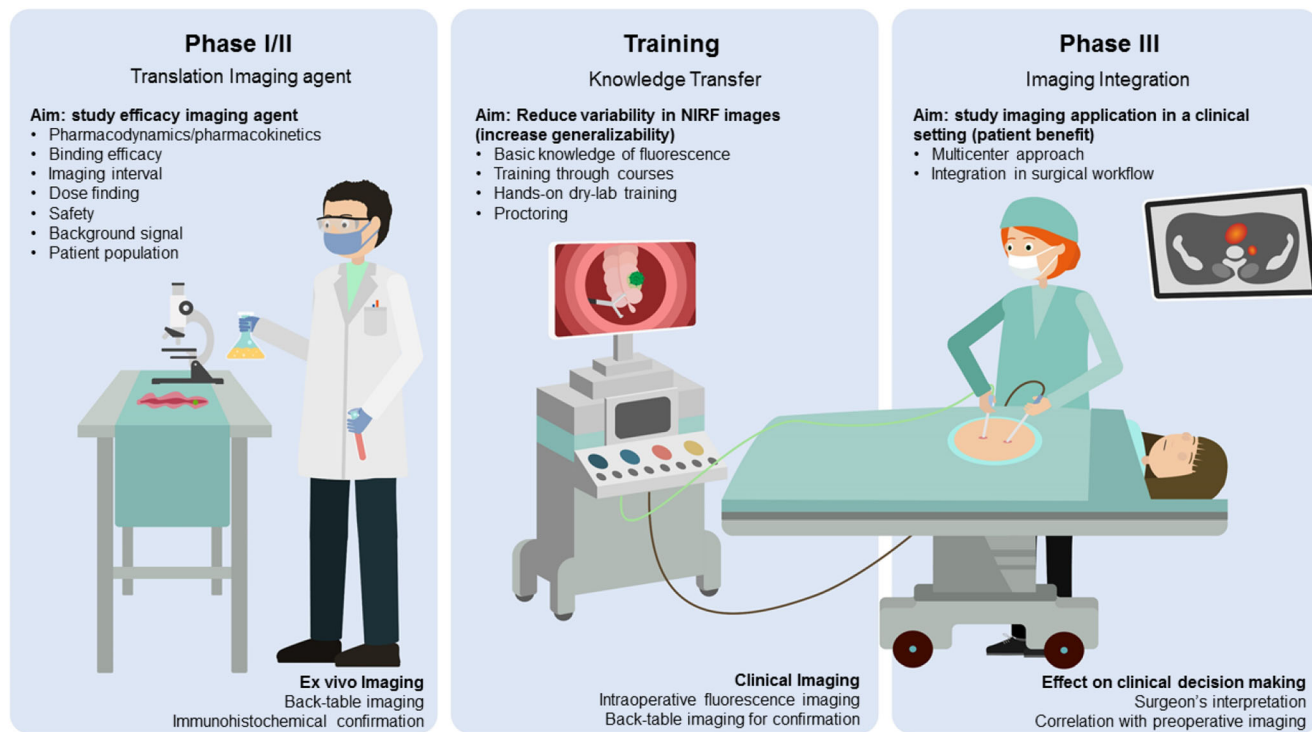 Phase I/II
Translation Imaging agent
Aim: study efficacy imaging agent
• Pharmacodynamics/pharmacokinetics
• Binding efficacy
• Imaging interval
• Dose finding
• Safety
• Background signal
• Patient population
Ex vivo Imaging
Back-table imaging
Immunohistochemical confirmation
Training
Knowledge Transfer
Aim: Reduce variability in NIRF images
(increase generalizability)
• Basic knowledge of fluorescence
• Training through courses
• Hands-on dry-lab training
• Proctoring
Clinical Imaging
Intraoperative fluorescence imaging
Back-table imaging for confirmation
Phase III
Imaging Integration
Aim: study imaging application in a clinical
setting (patient benefit)
• Multicenter approach
• Integration in surgical workflow
Effect on clinical decision making
Surgeon's interpretation
Correlation with preoperative imaging